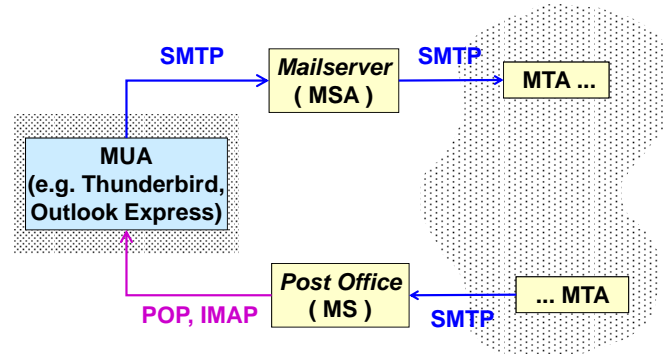 SMTP
Mailserver
( MSA )
SMTP
MTA ...
MUA
(e.g. Thunderbird,
Outlook Express)
Post Office
( MS )
... MTA
POP, IMAP
SMTP